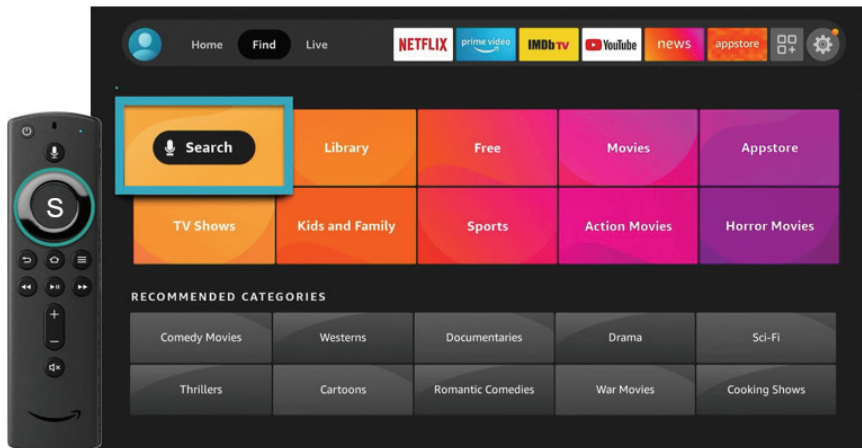 Home Find Live NETFLIX prime video IMDb TV YouTube news appstore
Search Library Free Movies Appstore
S
TV Shows Kids and Family Sports Action Movies Horror Movies
RECOMMENDED CATEGORIES
Comedy Movies Westerns Documentaries Drama Sci-Fi
Thrillers Cartoons Romantic Comedies War Movies Cooking Shows